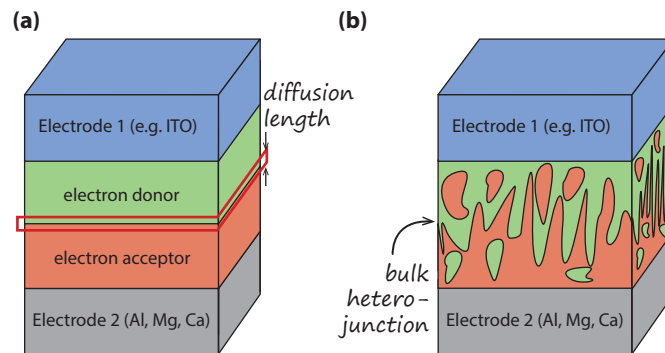 (a)
Electrode 1 (e.g. ITO)
diffusion
length
electron donor
electron acceptor
Electrode 2 (Al, Mg, Ca)
(b)
Electrode 1 (e.g. ITO)
bulk
hetero-
junction
Electrode 2 (Al, Mg, Ca)